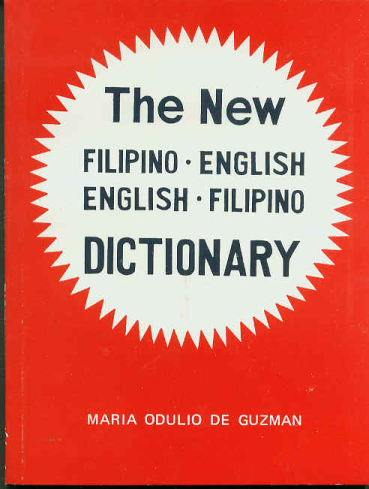 The New
FILIPINO · ENGLISH
ENGLISH · FILIPINO
DICTIONARY
MARIA ODULIO DE GUZMAN